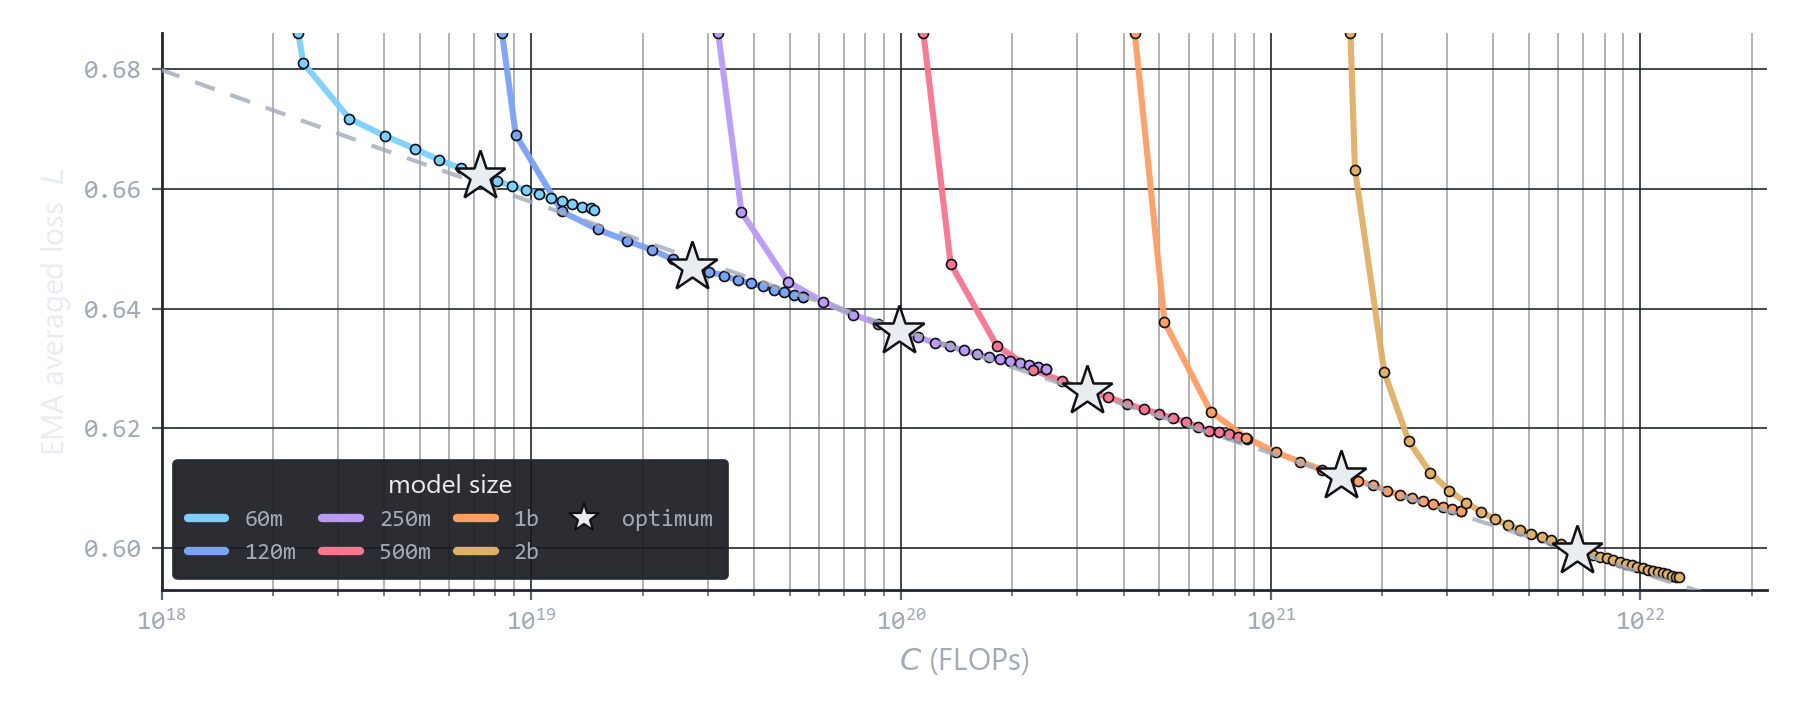 0.68
0.66
0.64
0.62
0.60
EMA averaged loss L
model size
60m 250m 1b optimum
120m 500m 2b
10^18 10^19 10^20 10^21 10^22
C (FLOPs)